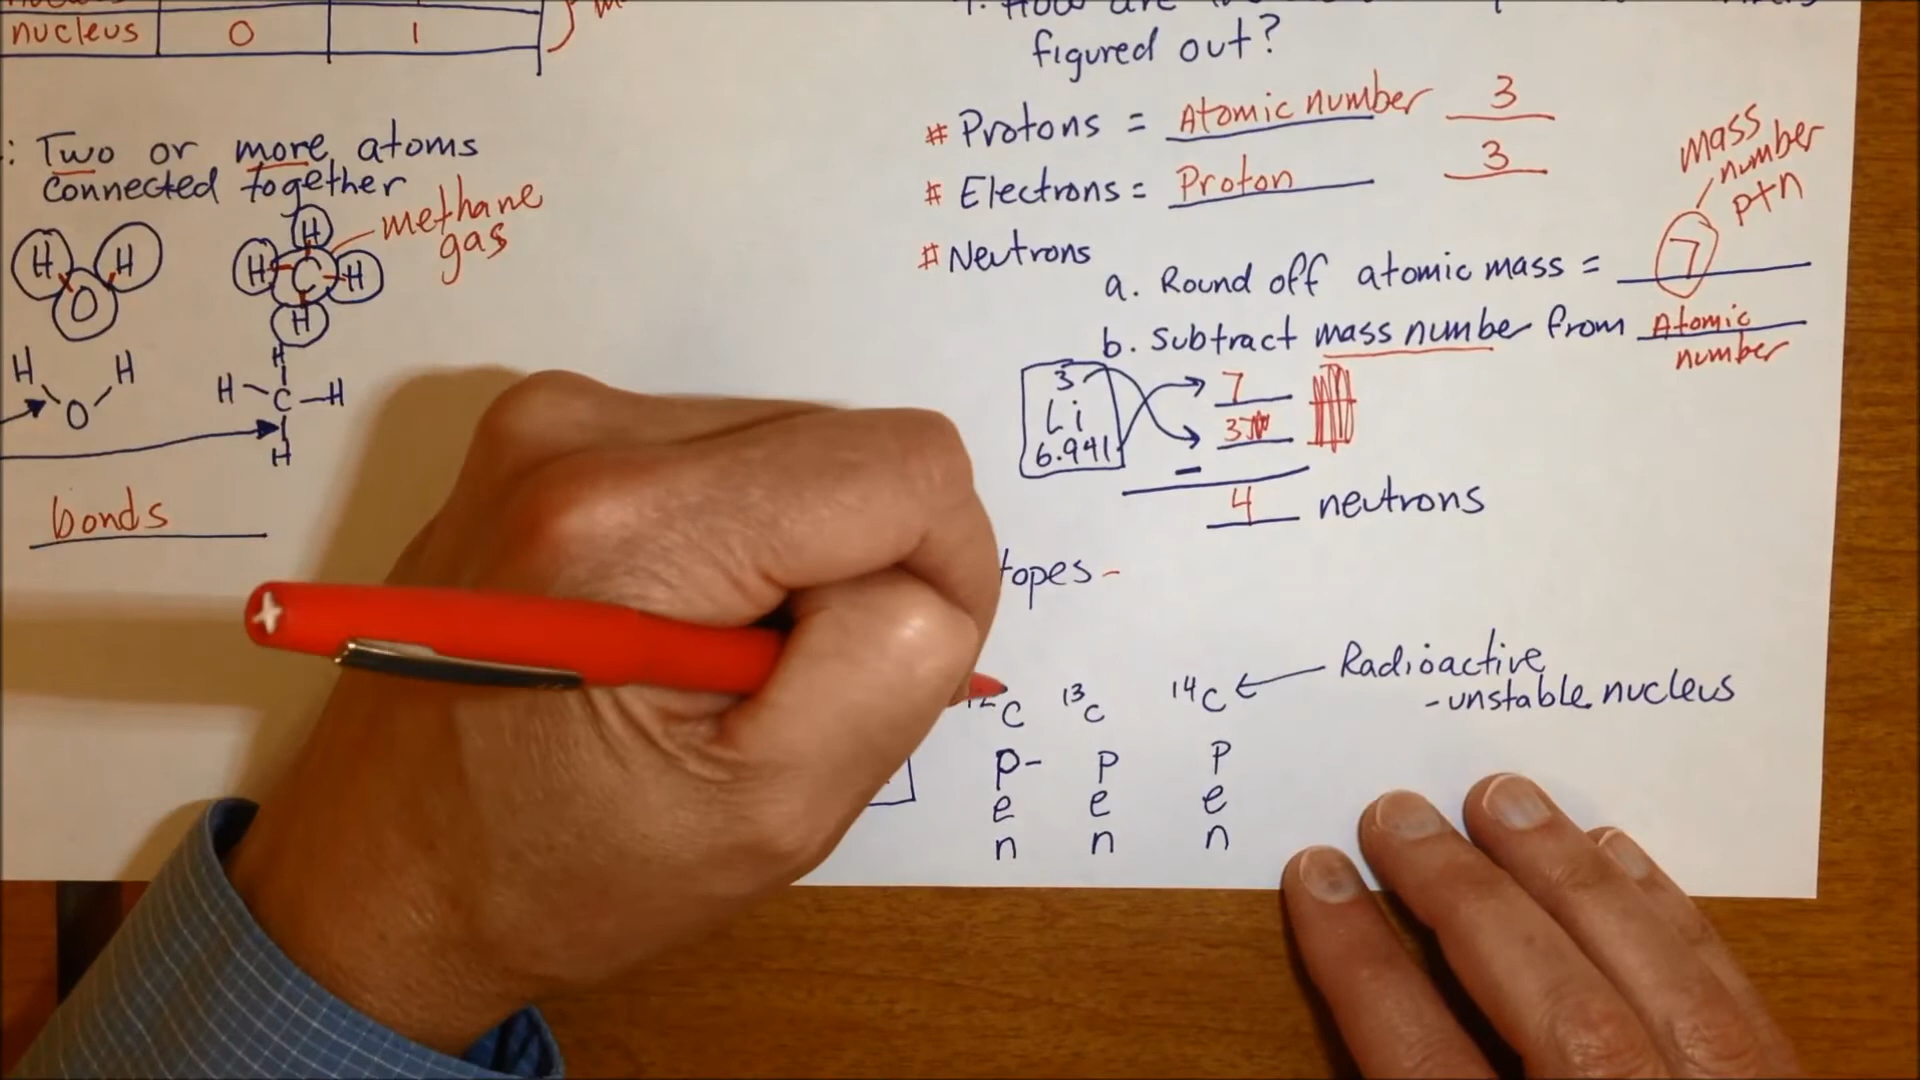 nucleus 0 1
: Two or more atoms
connected together
methane
gas
H H
O
H
H C H
H
H H
O
H
H C H
H
bonds
figured out?
# Protons = Atomic number 3
# Electrons = Proton 3
# Neutrons
mass
number
p+n
a. Round off atomic mass = 7
b. Subtract mass number from Atomic
number
3
Li
6.941
7
3
-
4 neutrons
topes -
12C 13C 14C
Radioactive
- unstable nucleus
p- p p
e e e
n n n